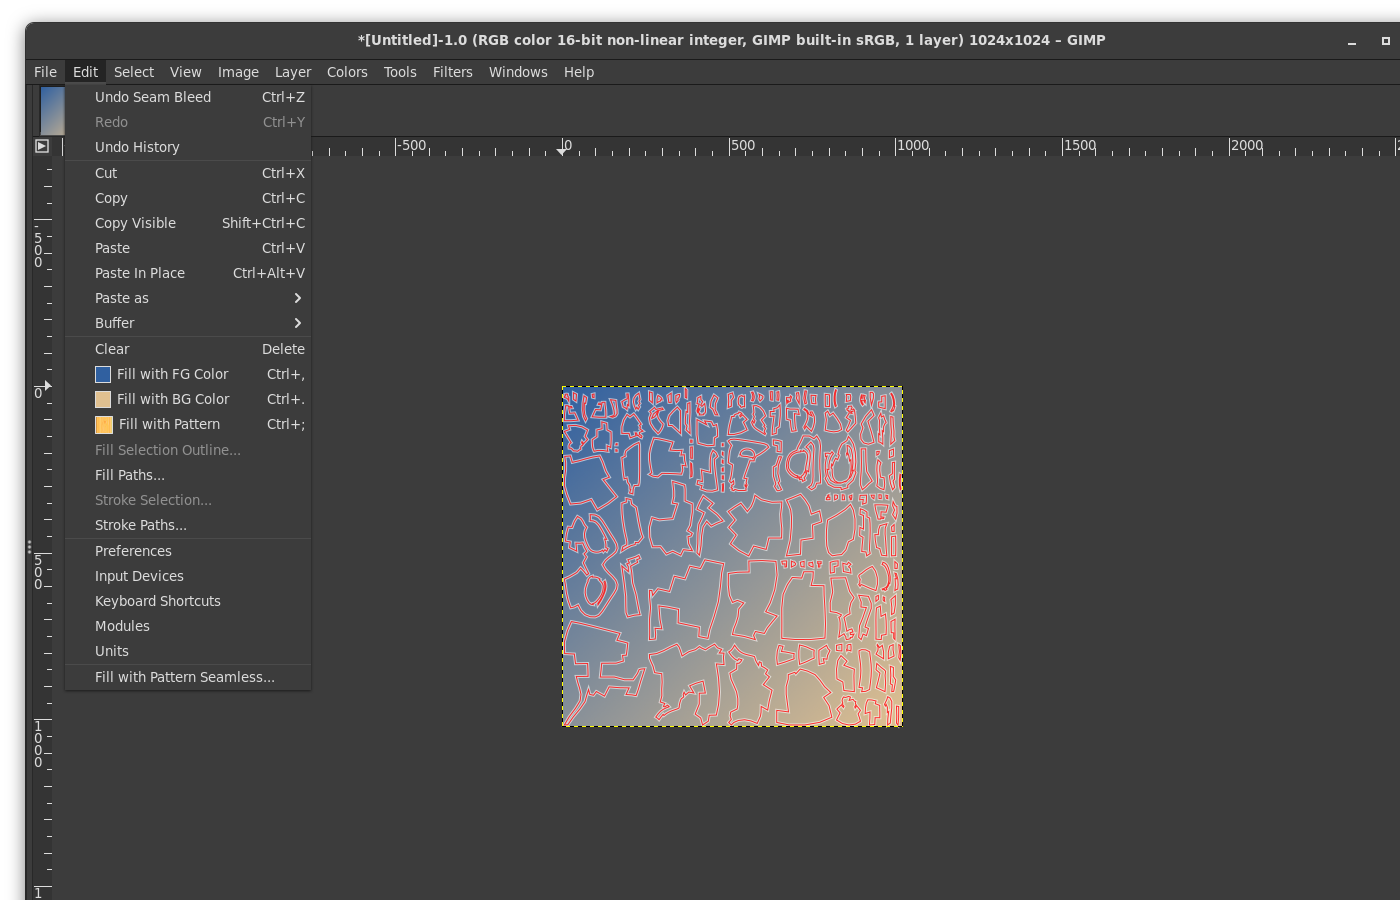 *[Untitled]-1.0 (RGB color 16-bit non-linear integer, GIMP built-in sRGB, 1 layer) 1024x1024 – GIMP
File Edit Select View Image Layer Colors Tools Filters Windows Help
Undo Seam Bleed Ctrl+Z
Redo Ctrl+Y
Undo History
-500 0 500 1000 1500 2000
Cut Ctrl+X
Copy Ctrl+C
Copy Visible Shift+Ctrl+C
Paste Ctrl+V
Paste In Place Ctrl+Alt+V
Paste as
Buffer
Clear Delete
Fill with FG Color Ctrl+,
Fill with BG Color Ctrl+.
Fill with Pattern Ctrl+;
Fill Selection Outline...
Fill Paths...
Stroke Selection...
Stroke Paths...
Preferences
Input Devices
Keyboard Shortcuts
Modules
Units
Fill with Pattern Seamless...
-500
0
500
1000
1